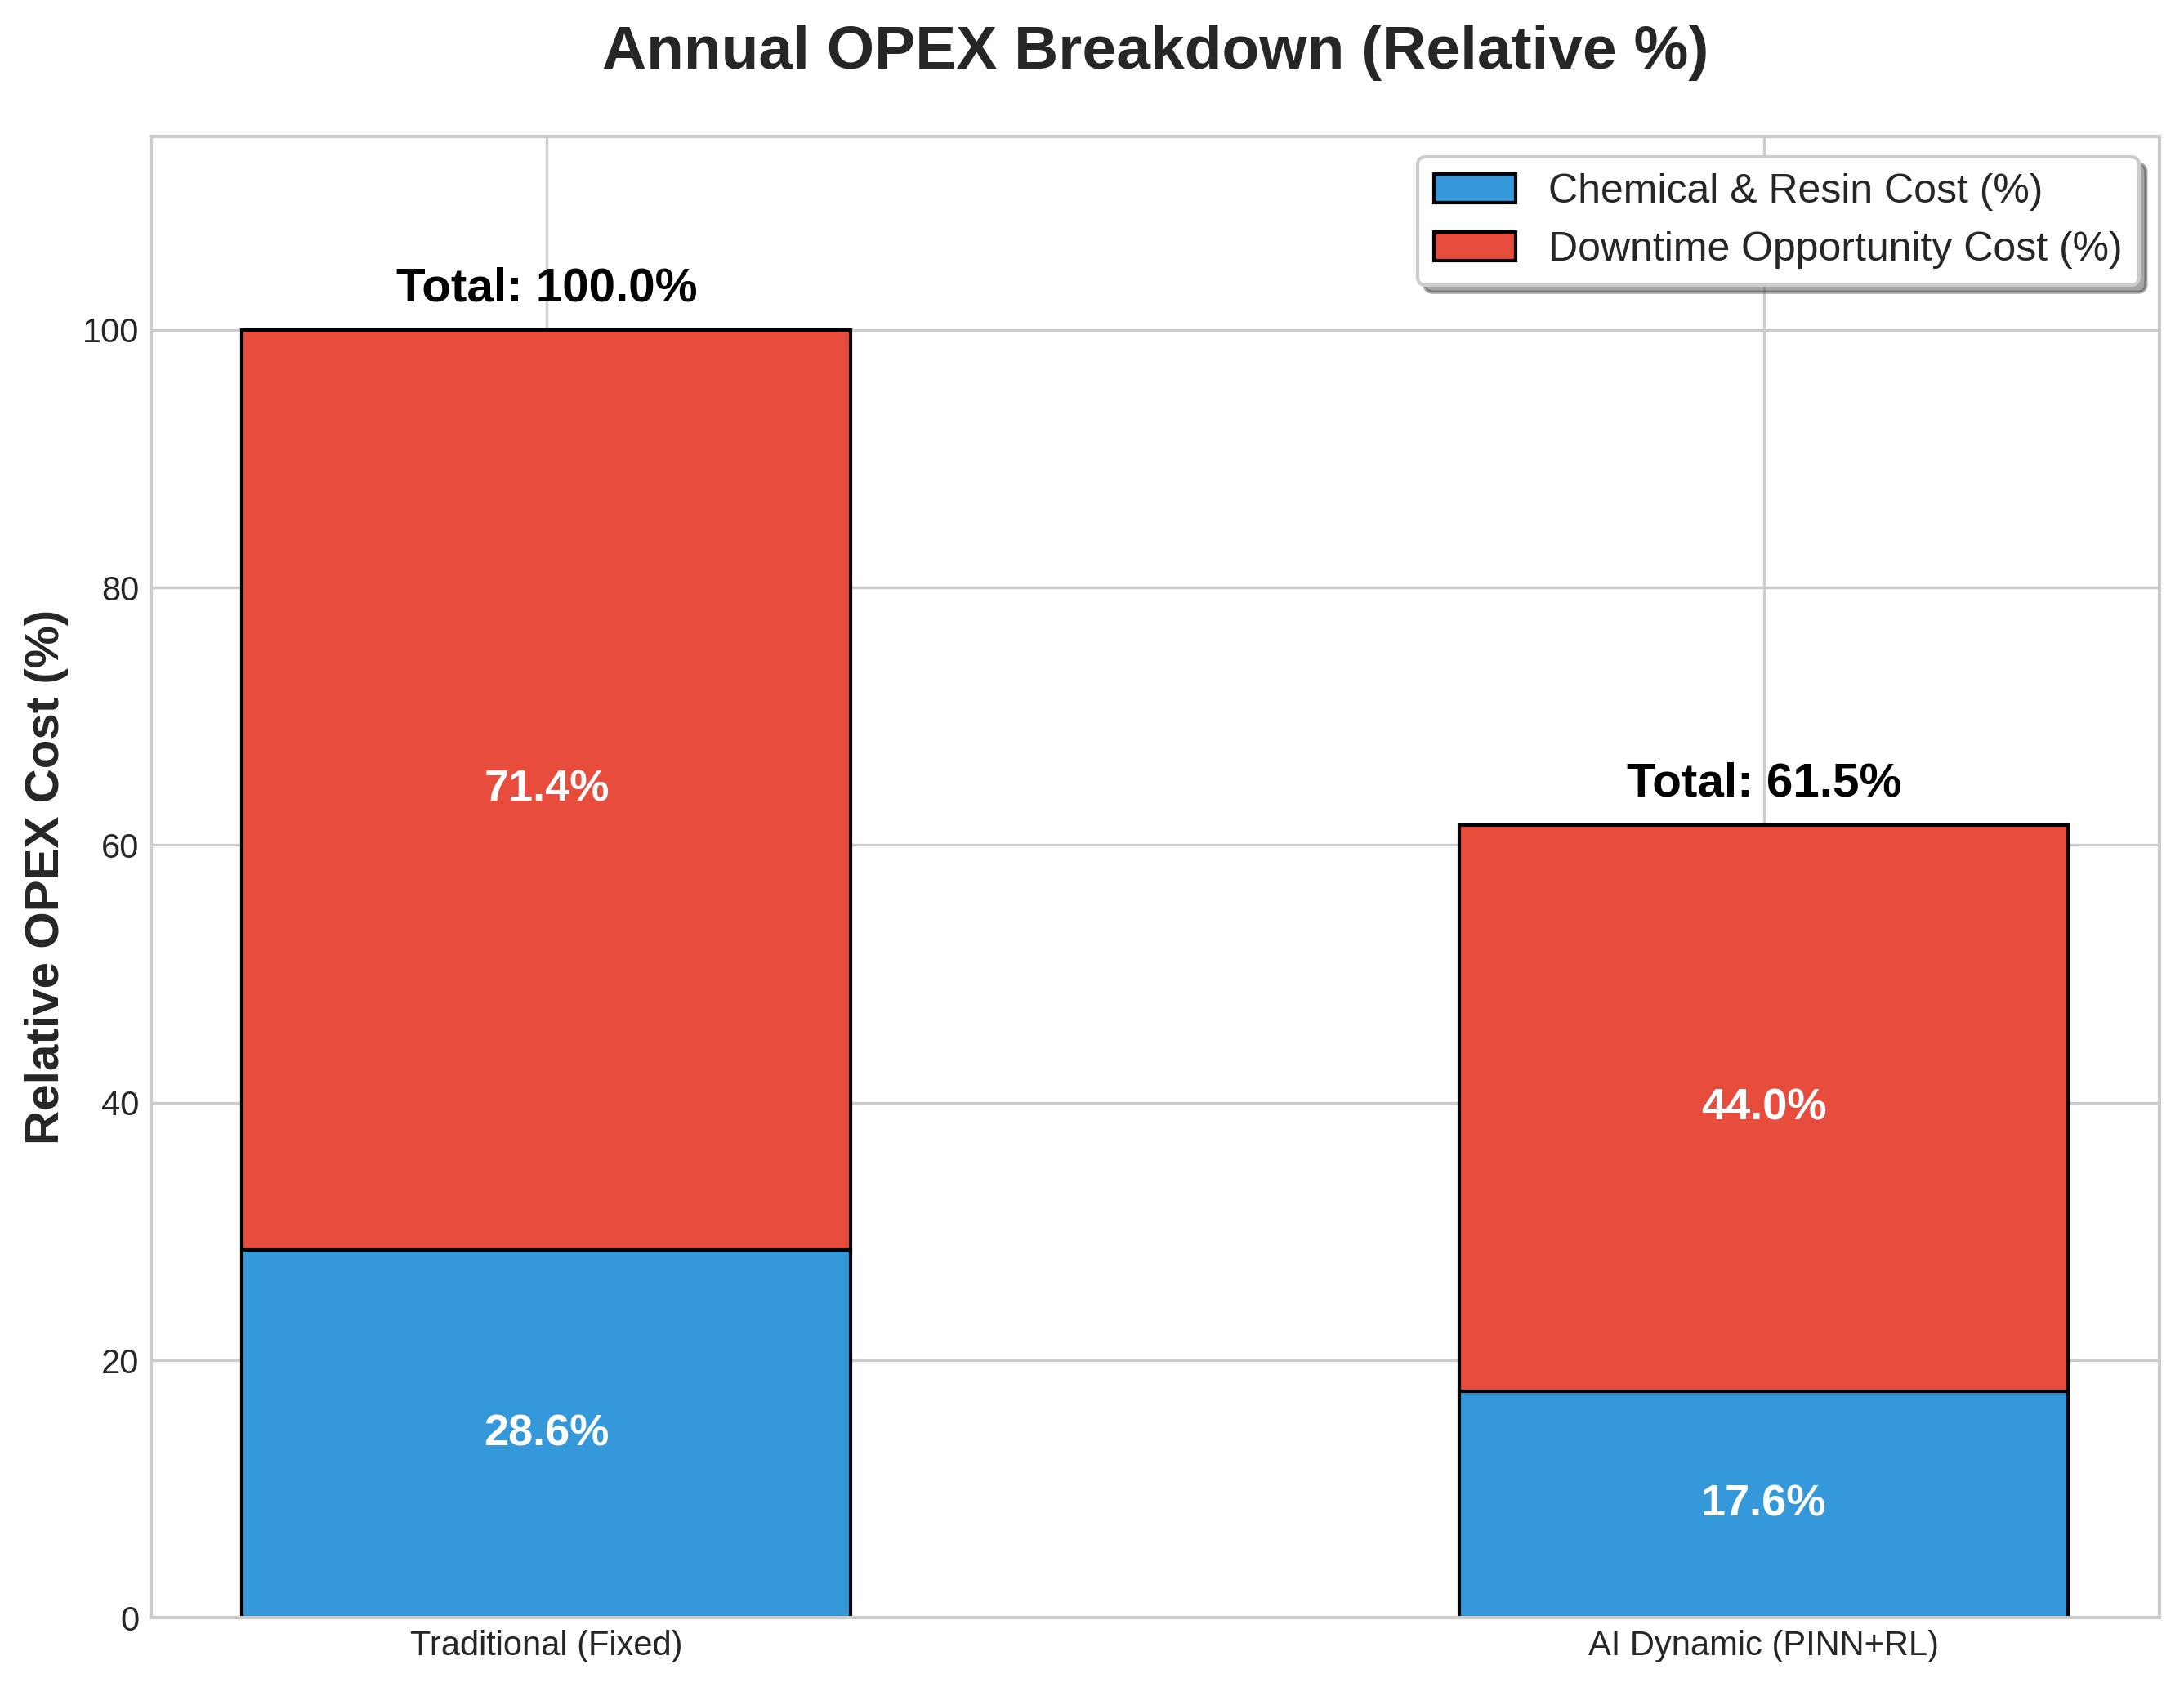 Annual OPEX Breakdown (Relative %)
Chemical & Resin Cost (%)
Downtime Opportunity Cost (%)
Total: 100.0%
Total: 61.5%
71.4%
44.0%
28.6%
17.6%
Relative OPEX Cost (%)
100
80
60
40
20
0
Traditional (Fixed)
AI Dynamic (PINN+RL)